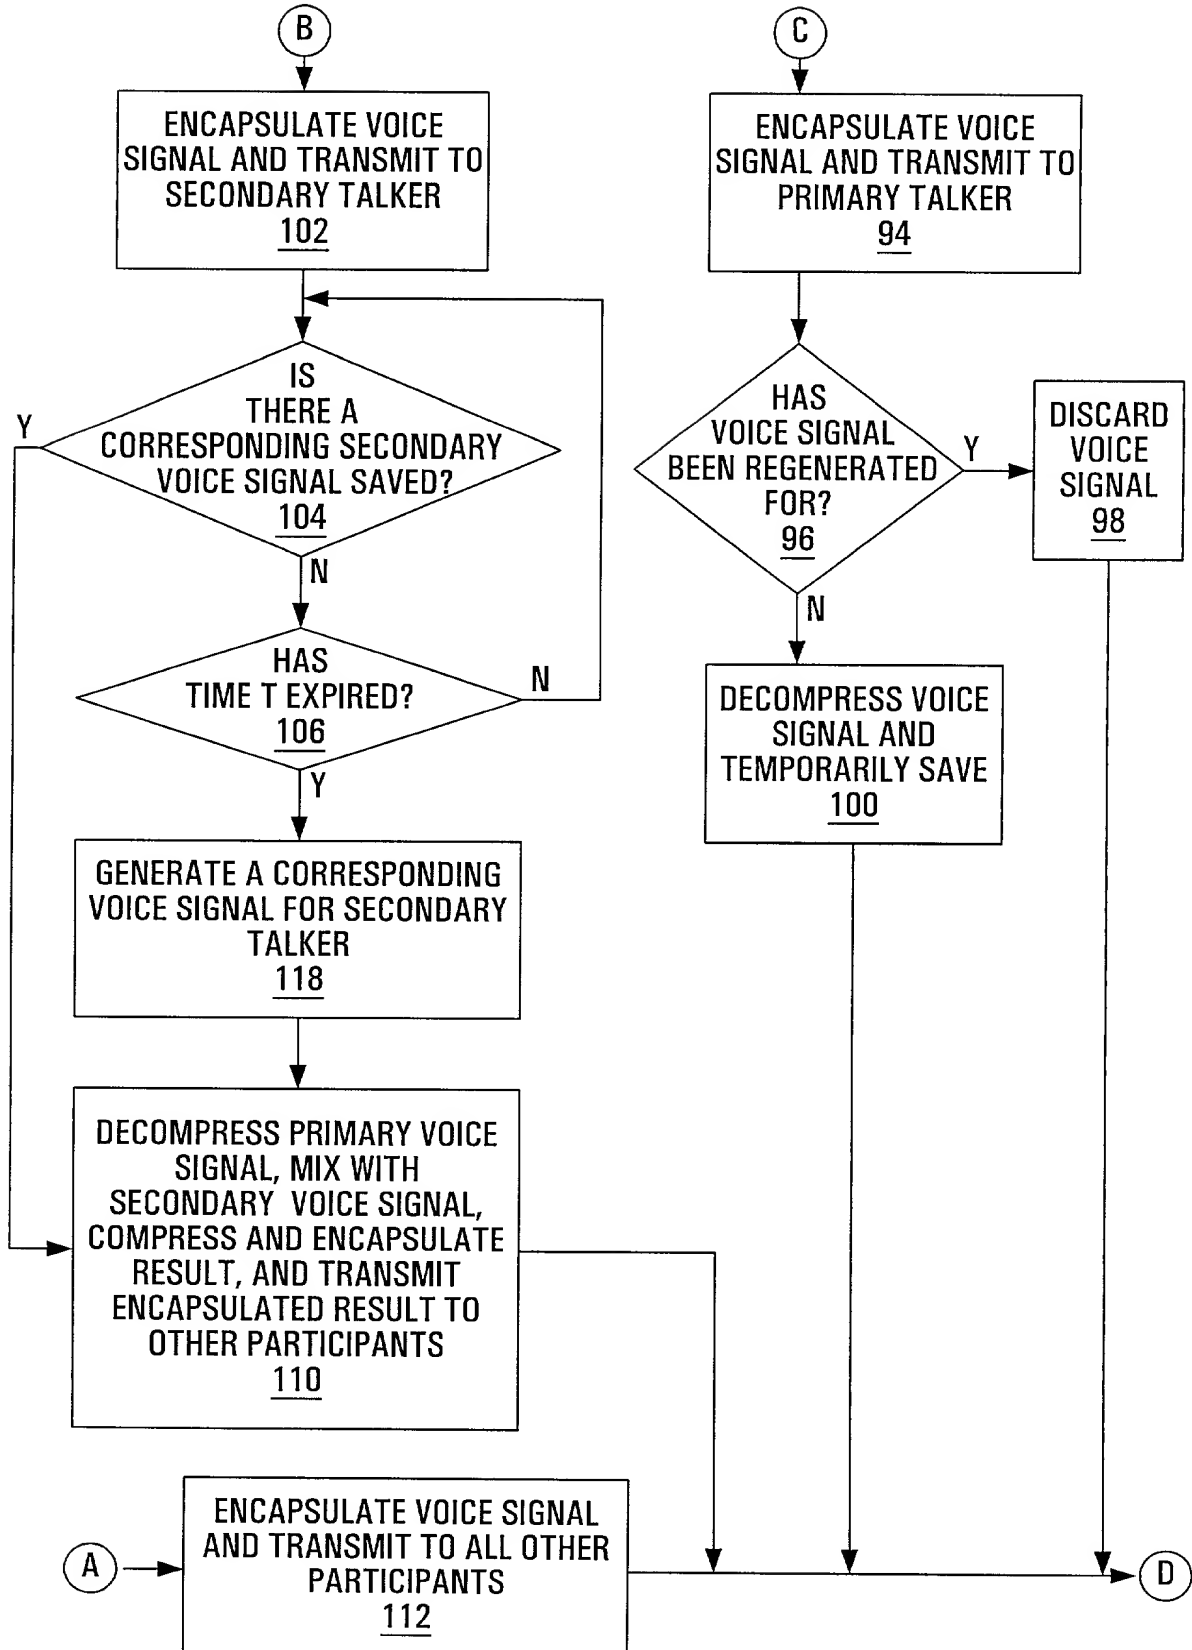 B
ENCAPSULATE VOICE
SIGNAL AND TRANSMIT TO
SECONDARY TALKER
102
IS
THERE A
CORRESPONDING SECONDARY
VOICE SIGNAL SAVED?
104
Y
N
HAS
TIME T EXPIRED?
106
N
Y
GENERATE A CORRESPONDING
VOICE SIGNAL FOR SECONDARY
TALKER
118
DECOMPRESS PRIMARY VOICE
SIGNAL, MIX WITH
SECONDARY VOICE SIGNAL,
COMPRESS AND ENCAPSULATE
RESULT, AND TRANSMIT
ENCAPSULATED RESULT TO
OTHER PARTICIPANTS
110
C
ENCAPSULATE VOICE
SIGNAL AND TRANSMIT TO
PRIMARY TALKER
94
HAS
VOICE SIGNAL
BEEN REGENERATED
FOR?
96
Y
DISCARD
VOICE
SIGNAL
98
N
DECOMPRESS VOICE
SIGNAL AND
TEMPORARILY SAVE
100
A
ENCAPSULATE VOICE SIGNAL
AND TRANSMIT TO ALL OTHER
PARTICIPANTS
112
D